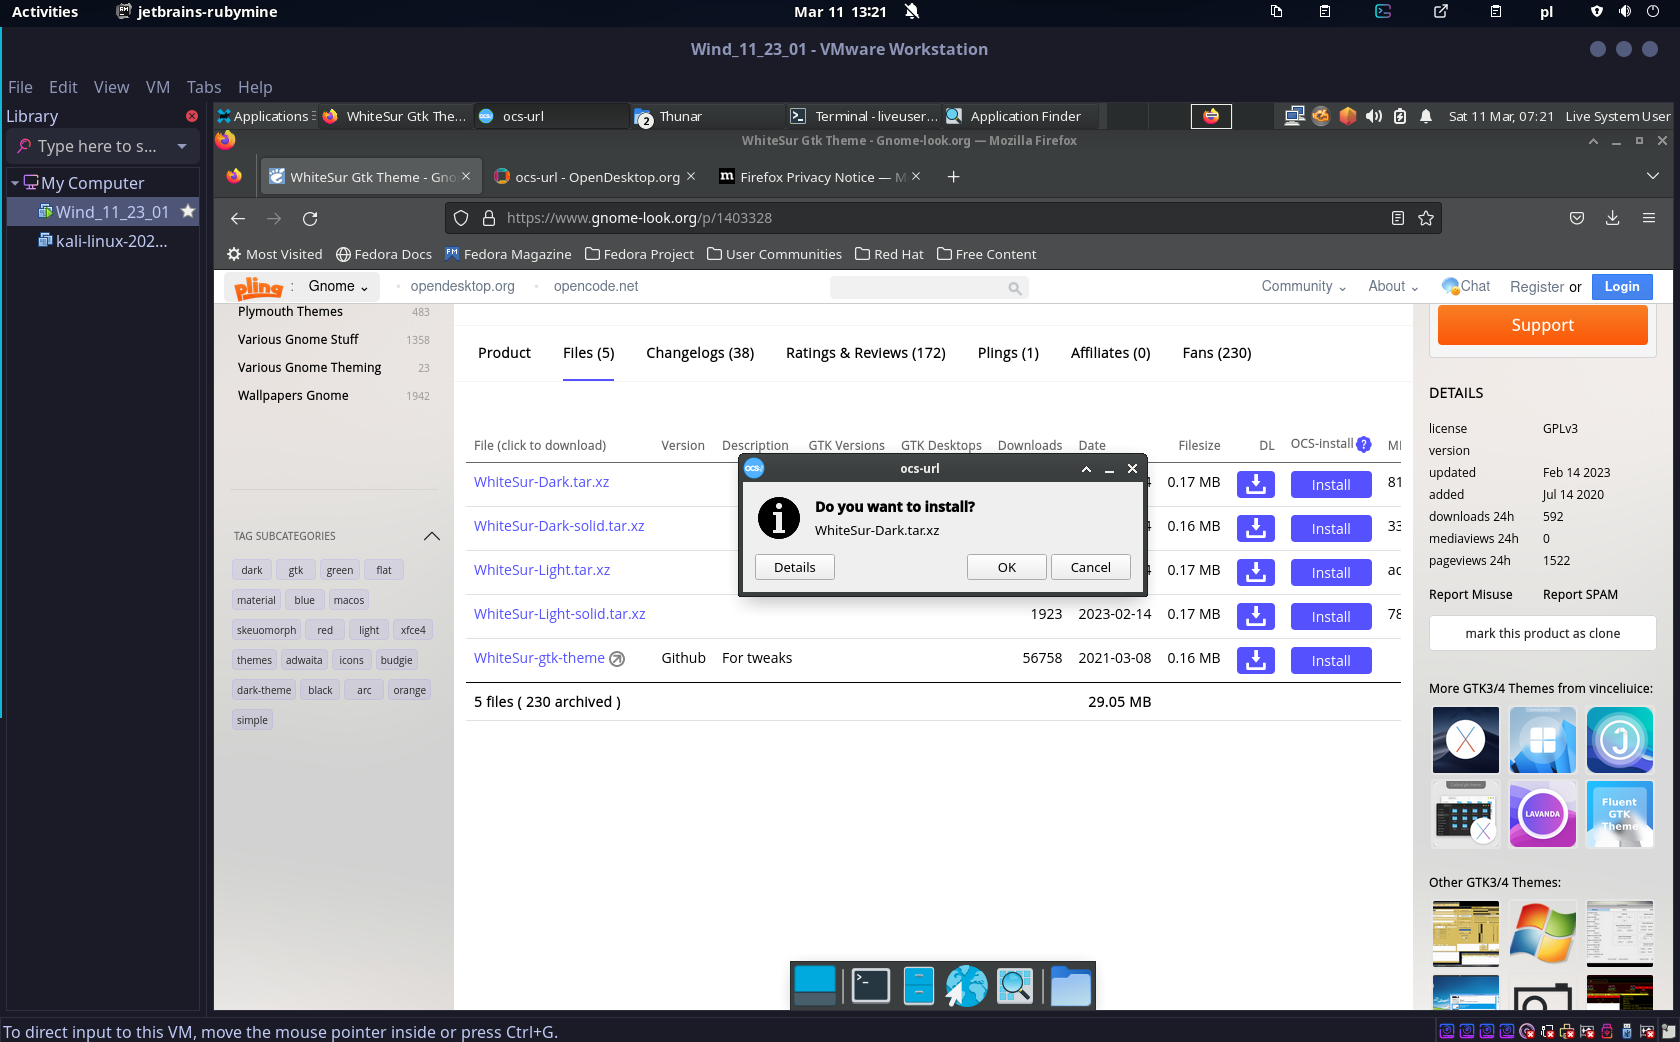 Activities
jetbrains-rubymine
Mar 11 13:21
pl
Wind_11_23_01 - VMware Workstation
File Edit View VM Tabs Help
Library
Type here to s...
My Computer
Wind_11_23_01
kali-linux-202...
Applications
WhiteSur Gtk The...
ocs-url
2
Thunar
Terminal - liveuser...
Application Finder
Sat 11 Mar, 07:21
Live System User
WhiteSur Gtk Theme - Gnome-look.org — Mozilla Firefox
WhiteSur Gtk Theme - Gno
ocs-url - OpenDesktop.org
Firefox Privacy Notice — M
https://www.gnome-look.org/p/1403328
Most Visited
Fedora Docs
Fedora Magazine
Fedora Project
User Communities
Red Hat
Free Content
pling
:
Gnome
opendesktop.org
opencode.net
Community
About
Chat
Register or
Login
Plymouth Themes 483
Various Gnome Stuff 1358
Various Gnome Theming 23
Wallpapers Gnome 1942
TAG SUBCATEGORIES
dark gtk green flat
material blue macos
skeuomorph red light xfce4
themes adwaita icons budgie
dark-theme black arc orange
simple
Product
Files (5)
Changelogs (38)
Ratings & Reviews (172)
Plings (1)
Affiliates (0)
Fans (230)
File (click to download) Version Description GTK Versions GTK Desktops Downloads Date Filesize DL OCS-install ?
WhiteSur-Dark.tar.xz 4 0.17 MB Install 81
WhiteSur-Dark-solid.tar.xz 4 0.16 MB Install 33
WhiteSur-Light.tar.xz 4 0.17 MB Install ac
WhiteSur-Light-solid.tar.xz 1923 2023-02-14 0.17 MB Install 78
WhiteSur-gtk-theme Github For tweaks 56758 2021-03-08 0.16 MB Install
5 files ( 230 archived ) 29.05 MB
ocs-url
Do you want to install?
WhiteSur-Dark.tar.xz
Details
OK
Cancel
Support
DETAILS
license GPLv3
version
updated Feb 14 2023
added Jul 14 2020
downloads 24h 592
mediaviews 24h 0
pageviews 24h 1522
Report Misuse Report SPAM
mark this product as clone
More GTK3/4 Themes from vinceliuice:
LAVANDA
Fluent
GTK
Theme
Other GTK3/4 Themes:
To direct input to this VM, move the mouse pointer inside or press Ctrl+G.